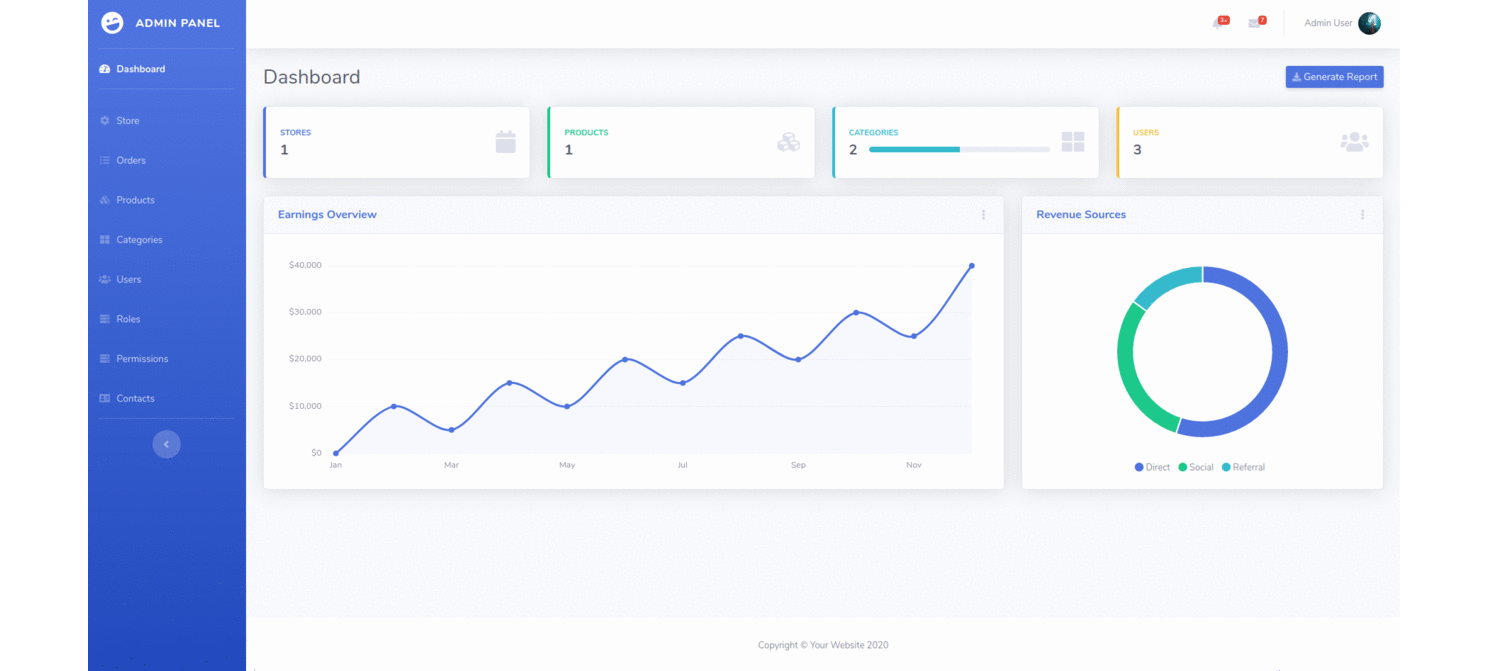 ADMIN PANEL
3+
7
Admin User
Dashboard
Store
Orders
Products
Categories
Users
Roles
Permissions
Contacts
Dashboard
Generate Report
STORES
1
PRODUCTS
1
CATEGORIES
2
USERS
3
Earnings Overview
$40,000
$30,000
$20,000
$10,000
$0
Jan Mar May Jul Sep Nov
Revenue Sources
Direct Social Referral
Copyright © Your Website 2020